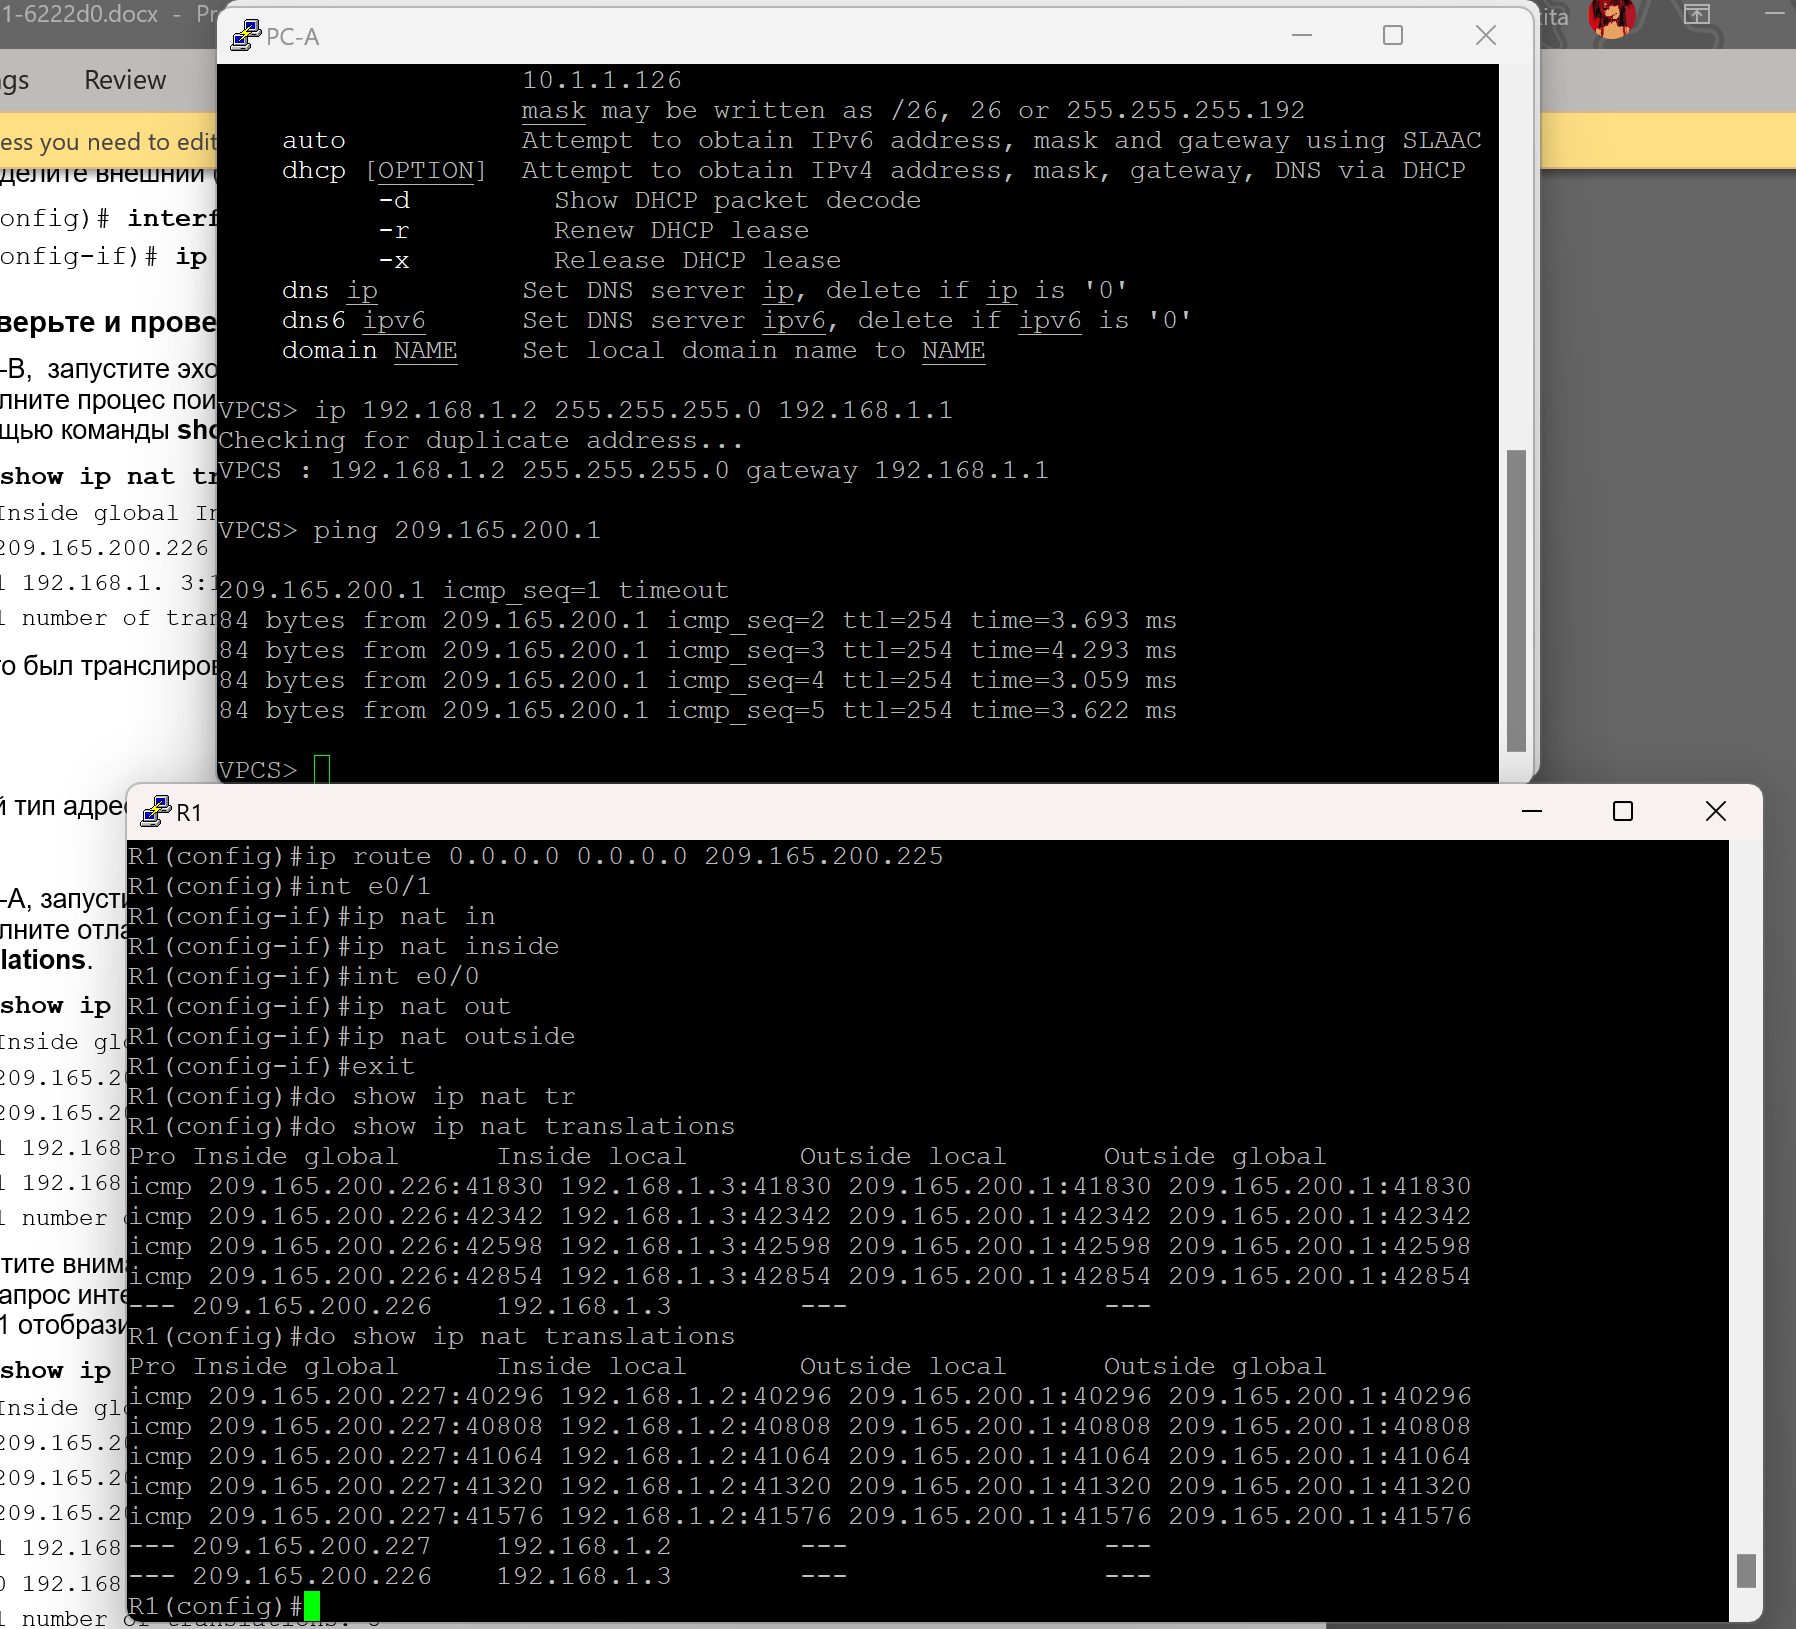 1-6222d0.docx - Pr
ita
gs Review
ess you need to edit
делите внешний (
onfig)# interf
onfig-if)# ip
верьте и прове
-B, запустите эхо
лните процес пои
щью команды sho
show ip nat tr
Inside global In
209.165.200.226
1 192.168.1. 3:1
l number of tran
го был транслиров
й тип адрес
-A, запусти
лните отла
lations.
show ip
Inside glo
209.165.20
209.165.20
1 192.168
1 192.168
l number o
тите внима
апрос инте
1 отобрази
show ip
Inside glo
209.165.20
209.165.20
209.165.20
1 192.168
0 192.168
l number of translations: 3
PC-A
10.1.1.126
mask may be written as /26, 26 or 255.255.255.192
auto Attempt to obtain IPv6 address, mask and gateway using SLAAC
dhcp [OPTION] Attempt to obtain IPv4 address, mask, gateway, DNS via DHCP
-d Show DHCP packet decode
-r Renew DHCP lease
-x Release DHCP lease
dns ip Set DNS server ip, delete if ip is '0'
dns6 ipv6 Set DNS server ipv6, delete if ipv6 is '0'
domain NAME Set local domain name to NAME
VPCS> ip 192.168.1.2 255.255.255.0 192.168.1.1
Checking for duplicate address...
VPCS : 192.168.1.2 255.255.255.0 gateway 192.168.1.1
VPCS> ping 209.165.200.1
209.165.200.1 icmp_seq=1 timeout
84 bytes from 209.165.200.1 icmp_seq=2 ttl=254 time=3.693 ms
84 bytes from 209.165.200.1 icmp_seq=3 ttl=254 time=4.293 ms
84 bytes from 209.165.200.1 icmp_seq=4 ttl=254 time=3.059 ms
84 bytes from 209.165.200.1 icmp_seq=5 ttl=254 time=3.622 ms
VPCS>
R1
R1(config)#ip route 0.0.0.0 0.0.0.0 209.165.200.225
R1(config)#int e0/1
R1(config-if)#ip nat in
R1(config-if)#ip nat inside
R1(config-if)#int e0/0
R1(config-if)#ip nat out
R1(config-if)#ip nat outside
R1(config-if)#exit
R1(config)#do show ip nat tr
R1(config)#do show ip nat translations
Pro Inside global Inside local Outside local Outside global
icmp 209.165.200.226:41830 192.168.1.3:41830 209.165.200.1:41830 209.165.200.1:41830
icmp 209.165.200.226:42342 192.168.1.3:42342 209.165.200.1:42342 209.165.200.1:42342
icmp 209.165.200.226:42598 192.168.1.3:42598 209.165.200.1:42598 209.165.200.1:42598
icmp 209.165.200.226:42854 192.168.1.3:42854 209.165.200.1:42854 209.165.200.1:42854
--- 209.165.200.226 192.168.1.3 --- ---
R1(config)#do show ip nat translations
Pro Inside global Inside local Outside local Outside global
icmp 209.165.200.227:40296 192.168.1.2:40296 209.165.200.1:40296 209.165.200.1:40296
icmp 209.165.200.227:40808 192.168.1.2:40808 209.165.200.1:40808 209.165.200.1:40808
icmp 209.165.200.227:41064 192.168.1.2:41064 209.165.200.1:41064 209.165.200.1:41064
icmp 209.165.200.227:41320 192.168.1.2:41320 209.165.200.1:41320 209.165.200.1:41320
icmp 209.165.200.227:41576 192.168.1.2:41576 209.165.200.1:41576 209.165.200.1:41576
--- 209.165.200.227 192.168.1.2 --- ---
--- 209.165.200.226 192.168.1.3 --- ---
R1(config)#